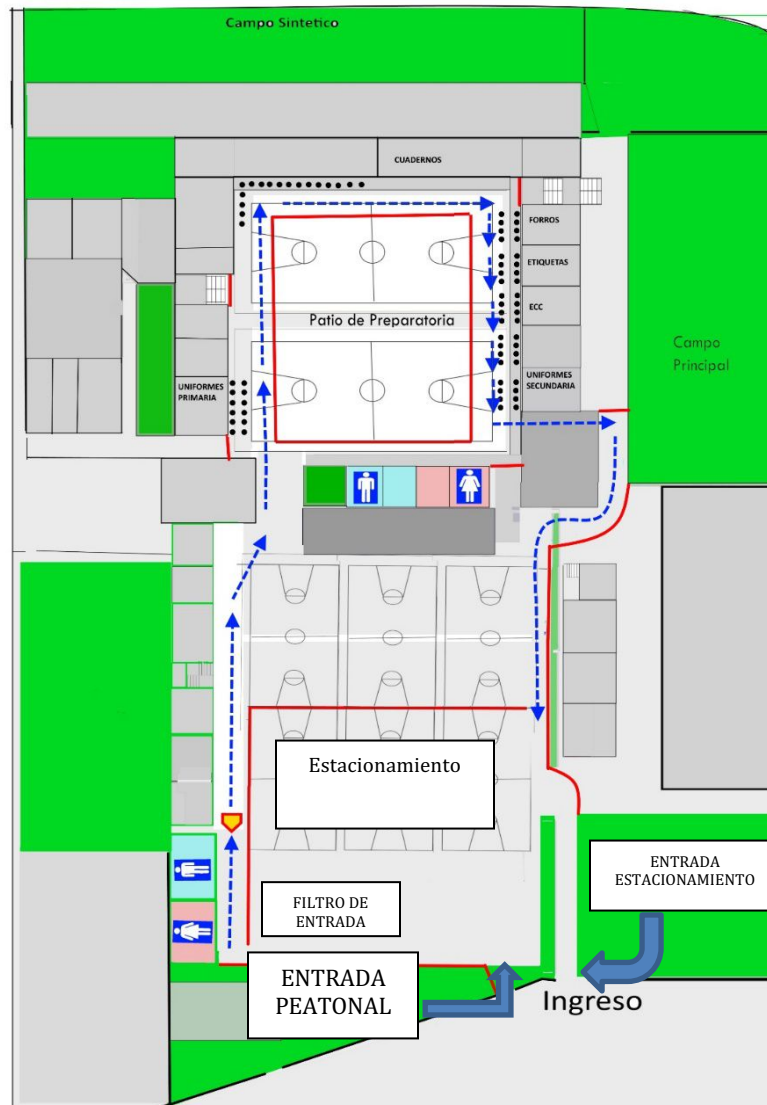 Campo Sintetico
CUADERNOS
FORROS
ETIQUETAS
ECC
Patio de Preparatoria
Campo
Principal
UNIFORMES
PRIMARIA
UNIFORMES
SECUNDARIA
Estacionamiento
ENTRADA
ESTACIONAMIENTO
FILTRO DE
ENTRADA
ENTRADA
PEATONAL
Ingreso